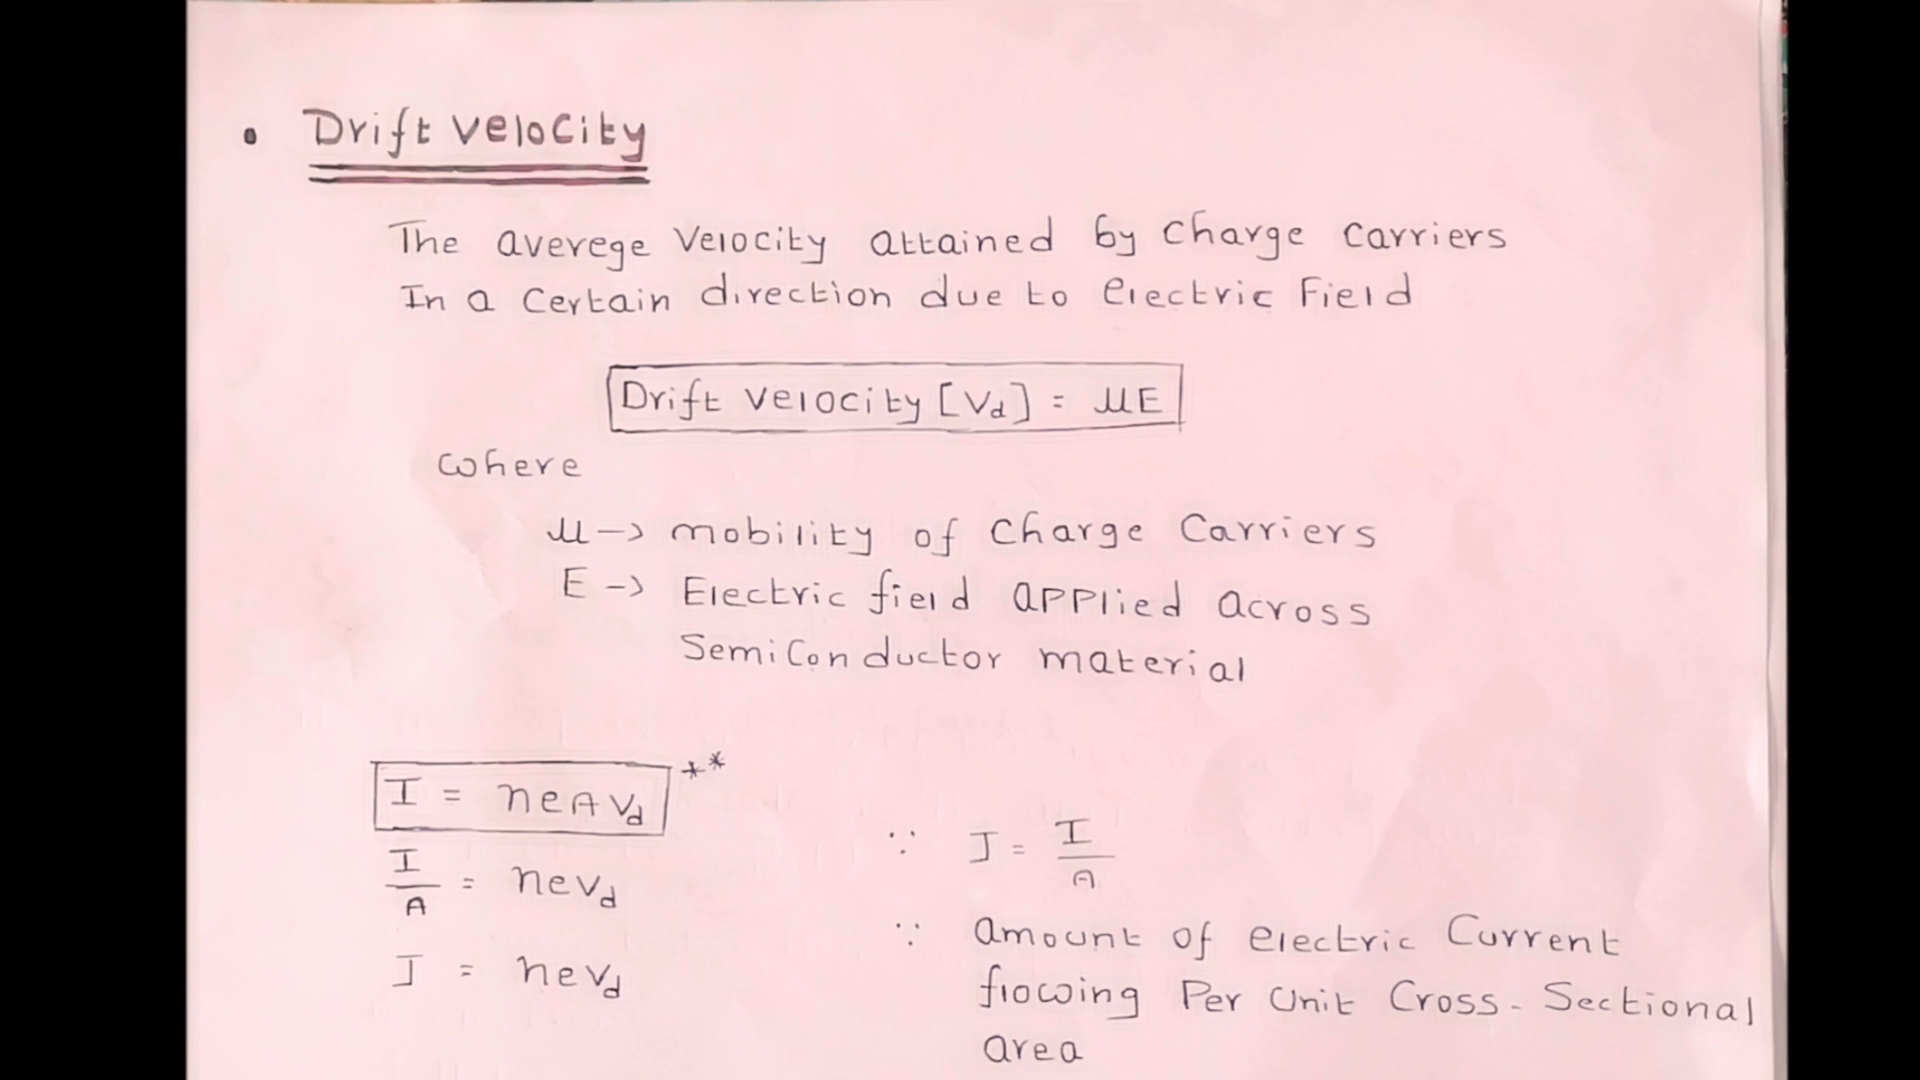 • Drift velocity
The averege velocity attained by charge carriers
In a certain direction due to electric Field
Drift velocity [Vd] = μE
where
μ -> mobility of charge carriers
E -> Electric field applied across
semiconductor material
I = neAVd **
I/A = neVd
∵ J = I/A
J = neVd
∵ amount of electric current
flowing Per Unit Cross-Sectional
area